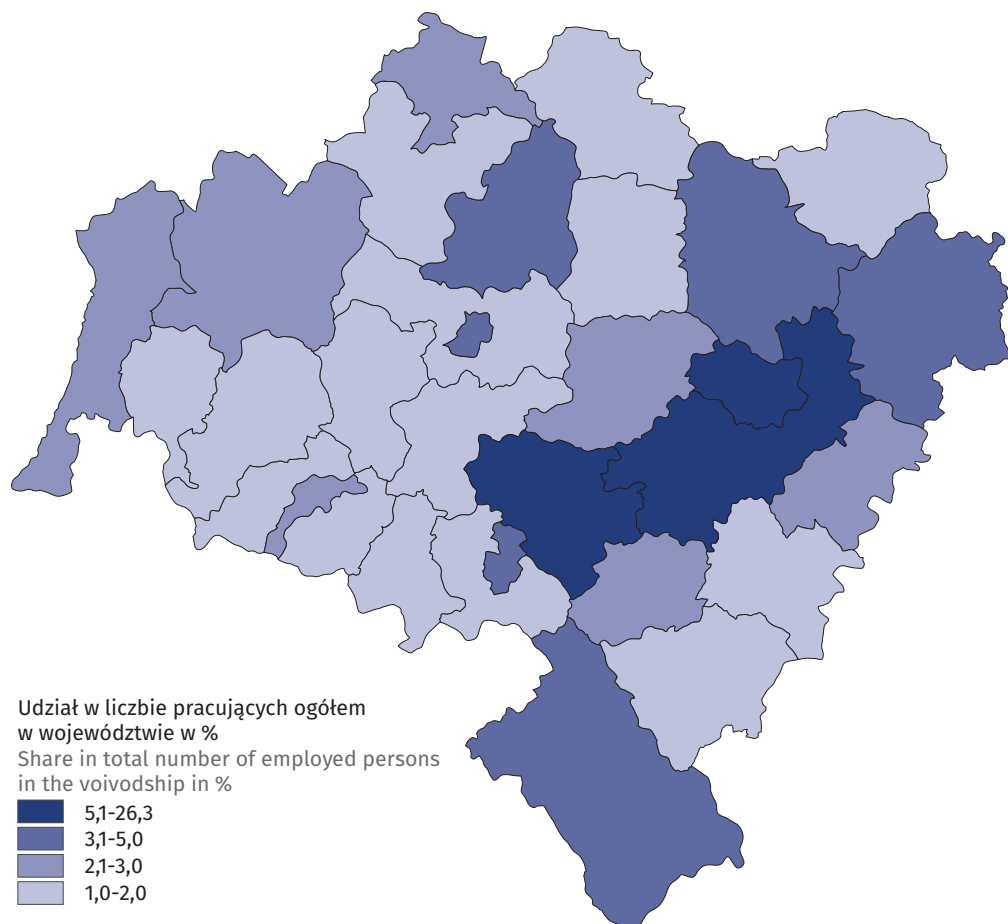 Udział w liczbie pracujących ogółem
w województwie w %
Share in total number of employed persons
in the voivodship in %
5,1-26,3
3,1-5,0
2,1-3,0
1,0-2,0